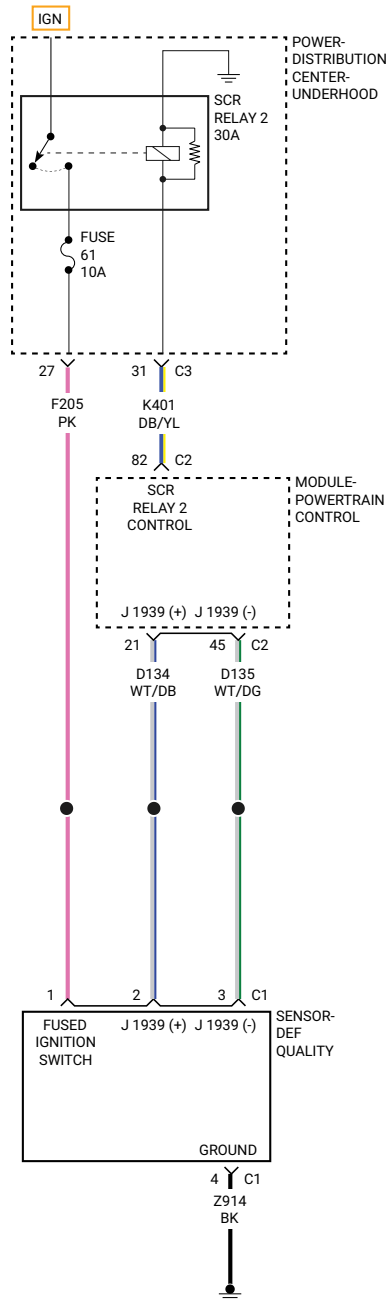 IGN
POWER-
DISTRIBUTION
CENTER-
UNDERHOOD
SCR
RELAY 2
30A
FUSE
61
10A
27 31 C3
F205
PK
K401
DB/YL
82 C2
SCR
RELAY 2
CONTROL
MODULE-
POWERTRAIN
CONTROL
J 1939 (+) J 1939 (-)
21 45 C2
D134
WT/DB
D135
WT/DG
1 2 3 C1
FUSED
IGNITION
SWITCH
J 1939 (+) J 1939 (-)
SENSOR-
DEF
QUALITY
GROUND
4 C1
Z914
BK